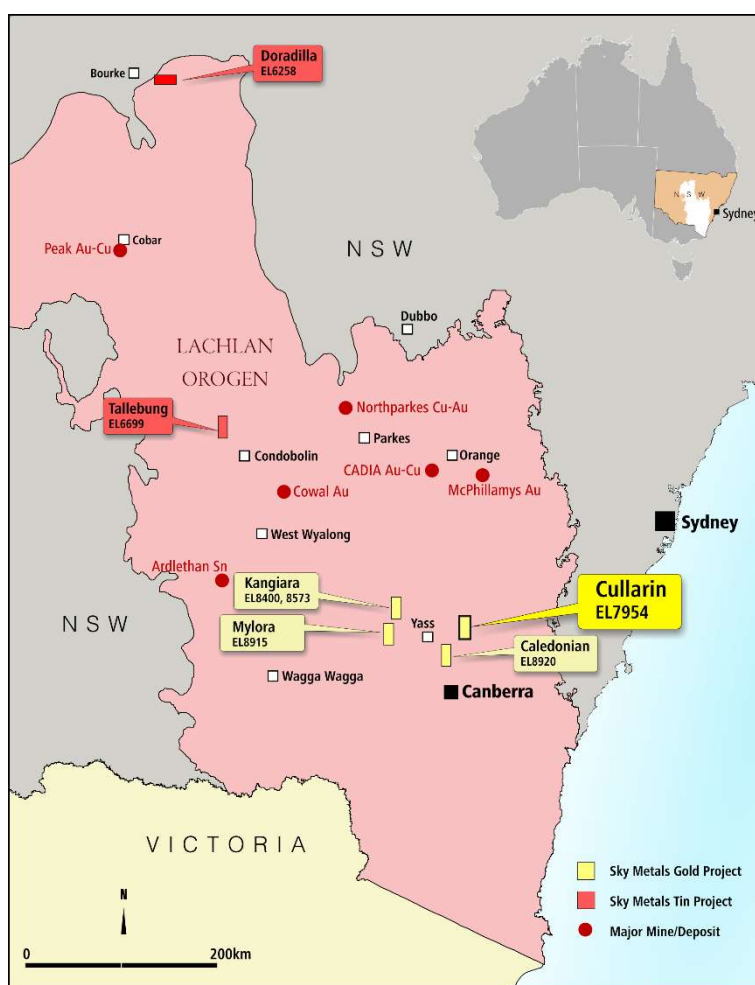 Doradilla
EL6258
Bourke
N S W
Sydney
Cobar
Peak Au-Cu
NSW
Dubbo
LACHLAN
OROGEN
Tallebung
EL6699
Northparkes Cu-Au
Parkes
Condobolin
Orange
CADIA Au-Cu
McPhillamys Au
Cowal Au
Sydney
West Wyalong
Ardlethan Sn
Kangiara
EL8400, 8573
Cullarin
EL7954
NSW
Mylora
EL8915
Yass
Caledonian
EL8920
Wagga Wagga
Canberra
VICTORIA
Sky Metals Gold Project
Sky Metals Tin Project
Major Mine/Deposit
N
0 200km